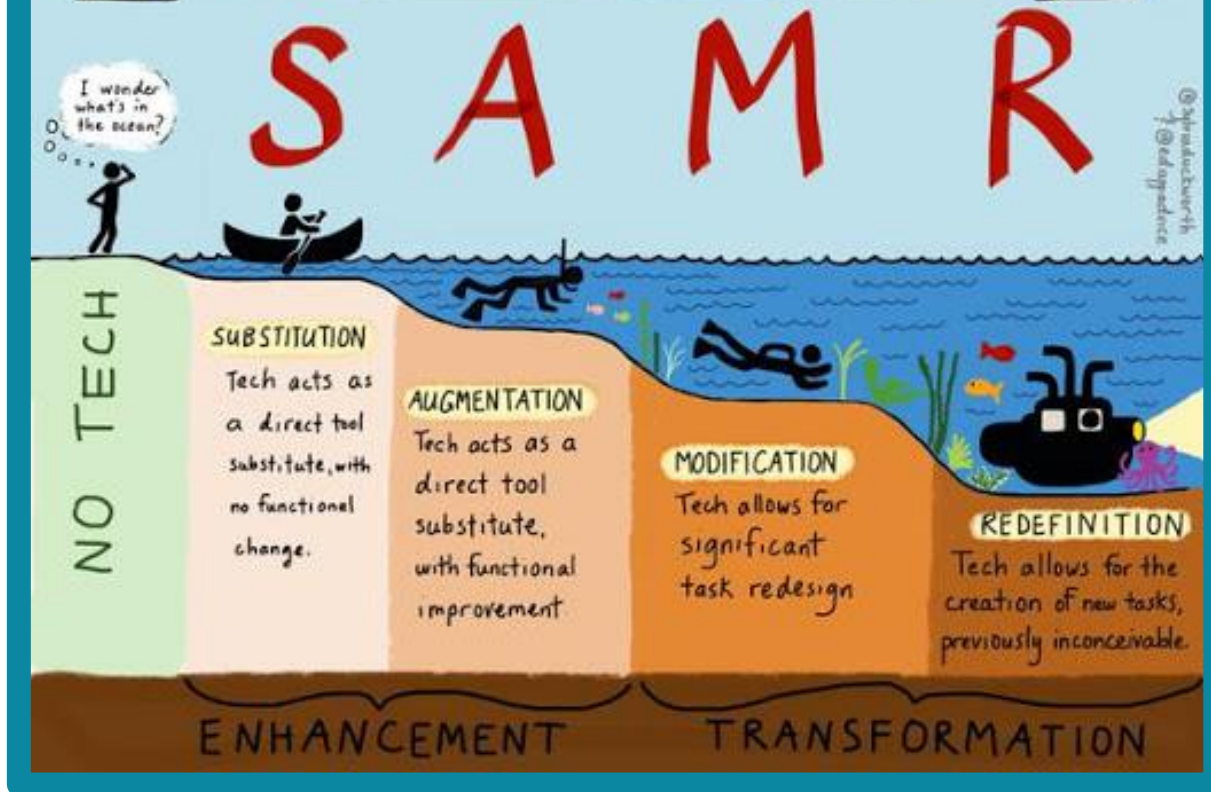 S A M R
I wonder
what's in
the ocean?
@sylviaduckworth
@edappadvice
NO TECH
SUBSTITUTION
Tech acts as
a direct tool
substitute, with
no functional
change.
AUGMENTATION
Tech acts as a
direct tool
substitute,
with functional
improvement
MODIFICATION
Tech allows for
significant
task redesign
REDEFINITION
Tech allows for the
creation of new tasks,
previously inconceivable.
ENHANCEMENT
TRANSFORMATION